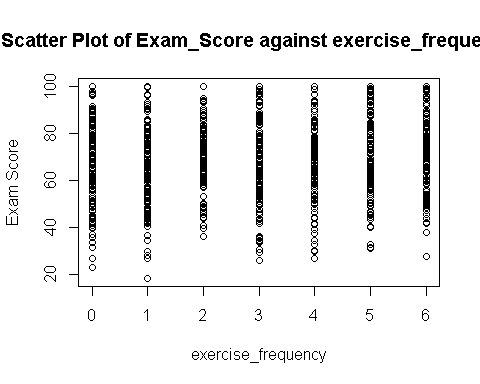 Scatter Plot of Exam_Score against exercise_freque
100
80
60
40
20
Exam Score
0 1 2 3 4 5 6
exercise_frequency